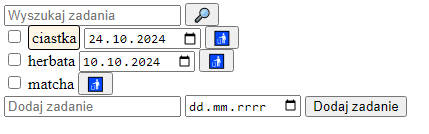 Wyszukaj zadania
ciastka 24.10.2024
herbata 10.10.2024
matcha
Dodaj zadanie dd.mm.rrrr Dodaj zadanie